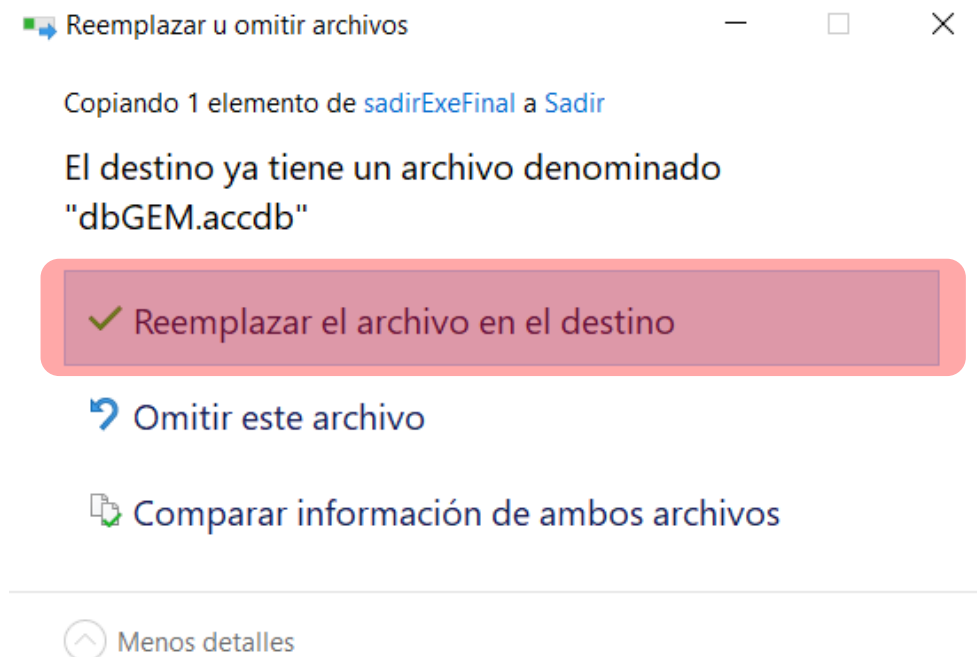 Reemplazar u omitir archivos
Copiando 1 elemento de sadirExeFinal a Sadir
El destino ya tiene un archivo denominado
"dbGEM.accdb"
Reemplazar el archivo en el destino
Omitir este archivo
Comparar información de ambos archivos
Menos detalles